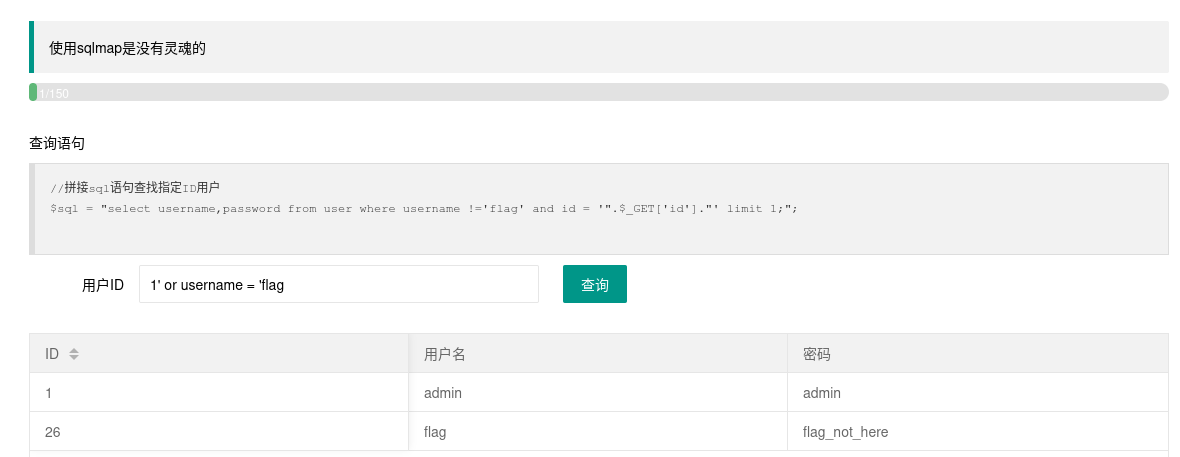 使用sqlmap是没有灵魂的
1/150
查询语句
//拼接sql语句查找指定ID用户
$sql = "select username,password from user where username !='flag' and id = '".$_GET['id']."' limit 1;";
用户ID 1' or username = 'flag 查询
ID 用户名 密码
1 admin admin
26 flag flag_not_here